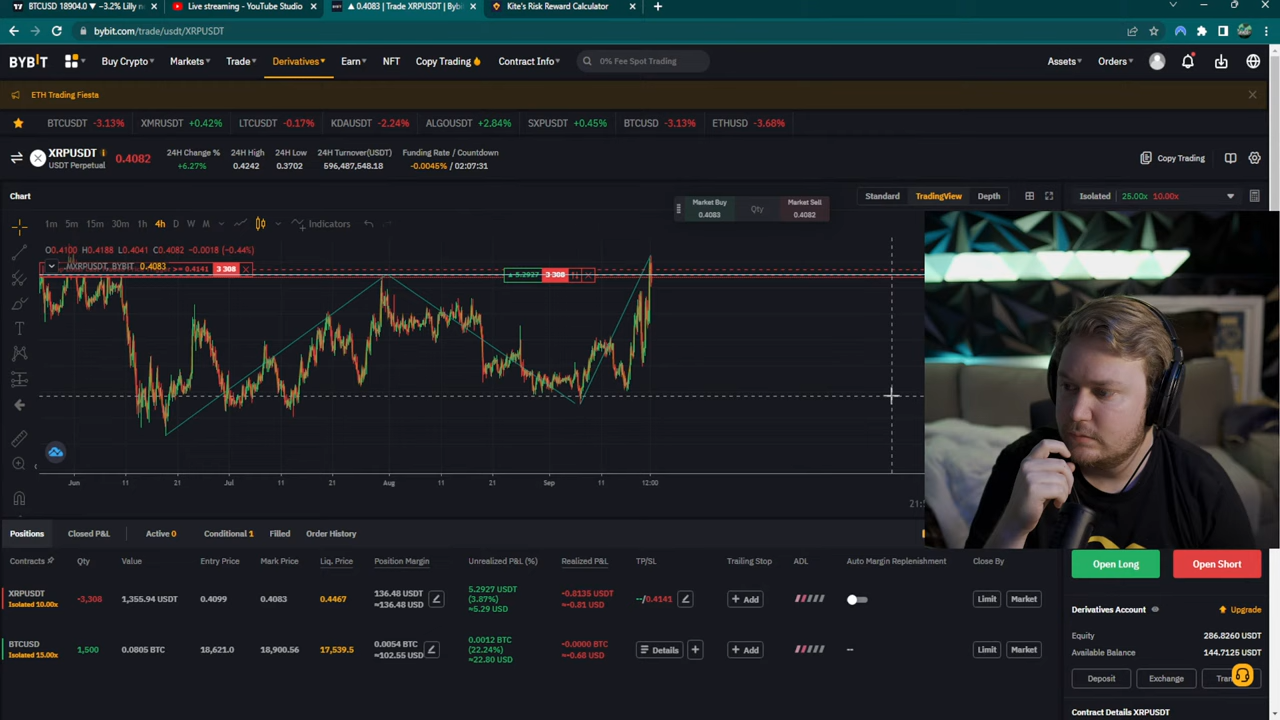 BTCUSD 18904.0 ▼ −3.2% Lilly n
Live streaming - YouTube Studio
▲ 0.4083 | Trade XRPUSDT | Byb
Kite's Risk Reward Calculator
bybit.com/trade/usdt/XRPUSDT
BYBIT Buy Crypto Markets Trade Derivatives Earn NFT Copy Trading Contract Info 0% Fee Spot Trading Assets Orders
ETH Trading Fiesta
BTCUSDT -3.13% XMRUSDT +0.42% LTCUSDT -0.17% KDAUSDT -2.24% ALGOUSDT +2.84% SXPUSDT +0.45% BTCUSD -3.13% ETHUSD -3.68%
XRPUSDT
USDT Perpetual
0.4082
24H Change % 24H High 24H Low 24H Turnover(USDT) Funding Rate / Countdown
+6.27% 0.4242 0.3702 596,487,548.18 -0.0045% / 02:07:31
Copy Trading
Chart
Standard TradingView Depth
Isolated 25.00x 10.00x
Market Buy Qty Market Sell
0.4083 0.4082
1m 5m 15m 30m 1h 4h D W M Indicators
O0.4100 H0.4188 L0.4041 C0.4082 −0.0018 (−0.44%)
MXRPUSDT, BYBIT 0.4083
>= 0.4141 3 308
5.2927 3 308
Jun 11 21 Jul 11 21 Aug 11 21 Sep 11 12:00
21:5
Positions Closed P&L Active 0 Conditional 1 Filled Order History
Contracts Qty Value Entry Price Mark Price Liq. Price Position Margin Unrealized P&L (%) Realized P&L TP/SL Trailing Stop ADL Auto Margin Replenishment Close By
XRPUSDT
Isolated 10.00x
-3,308 1,355.94 USDT 0.4099 0.4083 0.4467
136.48 USDT
≈136.48 USD
5.2927 USDT
(3.87%)
≈5.29 USD
-0.8135 USDT
≈-0.81 USD
--/0.4141
+ Add
Limit Market
BTCUSD
Isolated 15.00x
1,500 0.0805 BTC 18,621.0 18,900.56 17,539.5
0.0054 BTC
≈102.55 USD
0.0012 BTC
(22.24%)
≈22.80 USD
-0.0000 BTC
≈-0.68 USD
Details
+ Add
--
Limit Market
Open Long Open Short
Derivatives Account Upgrade
Equity 286.8260 USDT
Available Balance 144.7125 USDT
Deposit Exchange Tran
Contract Details XRPUSDT